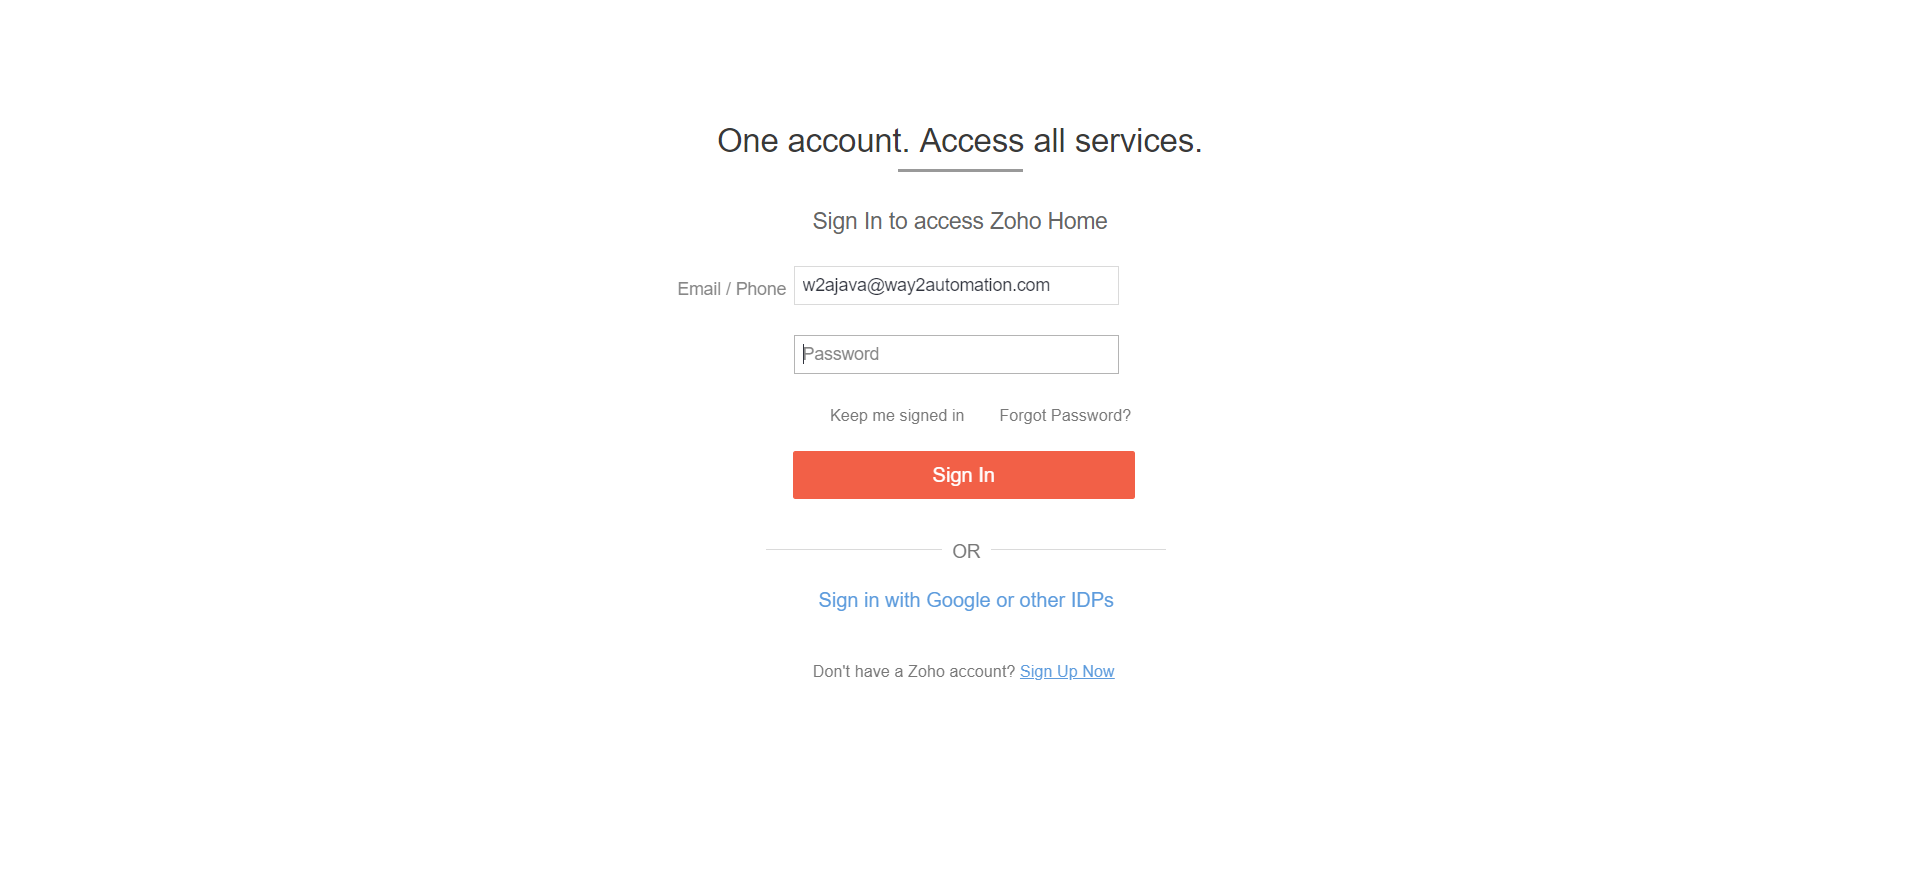 One account. Access all services.
Sign In to access Zoho Home
Email / Phone w2ajava@way2automation.com
Password
Keep me signed in Forgot Password?
Sign In
OR
Sign in with Google or other IDPs
Don't have a Zoho account? Sign Up Now